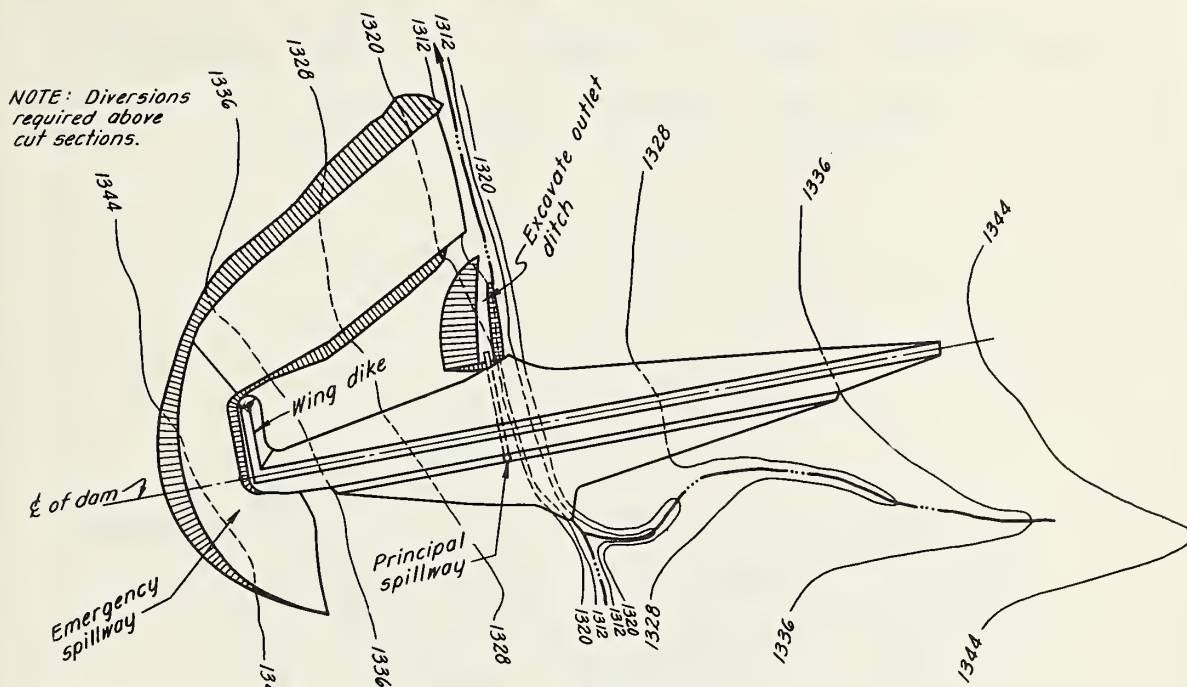 1312
1312
1320
1328
1336
NOTE: Diversions
required above
cut sections.
1344
1320
Excavate outlet
ditch
1328
1336
1344
Wing dike
℄ of dam
Principal
spillway
Emergency
spillway
1320
1312
1312
1320
1328
1328
1336
1336
1344